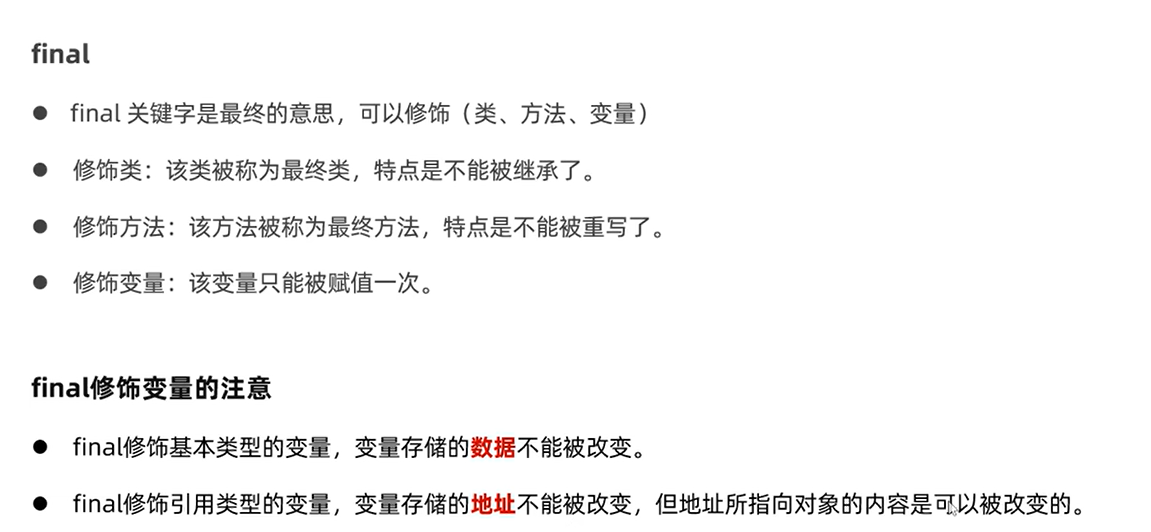 final
● final 关键字是最终的意思，可以修饰（类、方法、变量）
● 修饰类：该类被称为最终类，特点是不能被继承了。
● 修饰方法：该方法被称为最终方法，特点是不能被重写了。
● 修饰变量：该变量只能被赋值一次。
final修饰变量的注意
● final修饰基本类型的变量，变量存储的数据不能被改变。
● final修饰引用类型的变量，变量存储的地址不能被改变，但地址所指向对象的内容是可以被改变的。